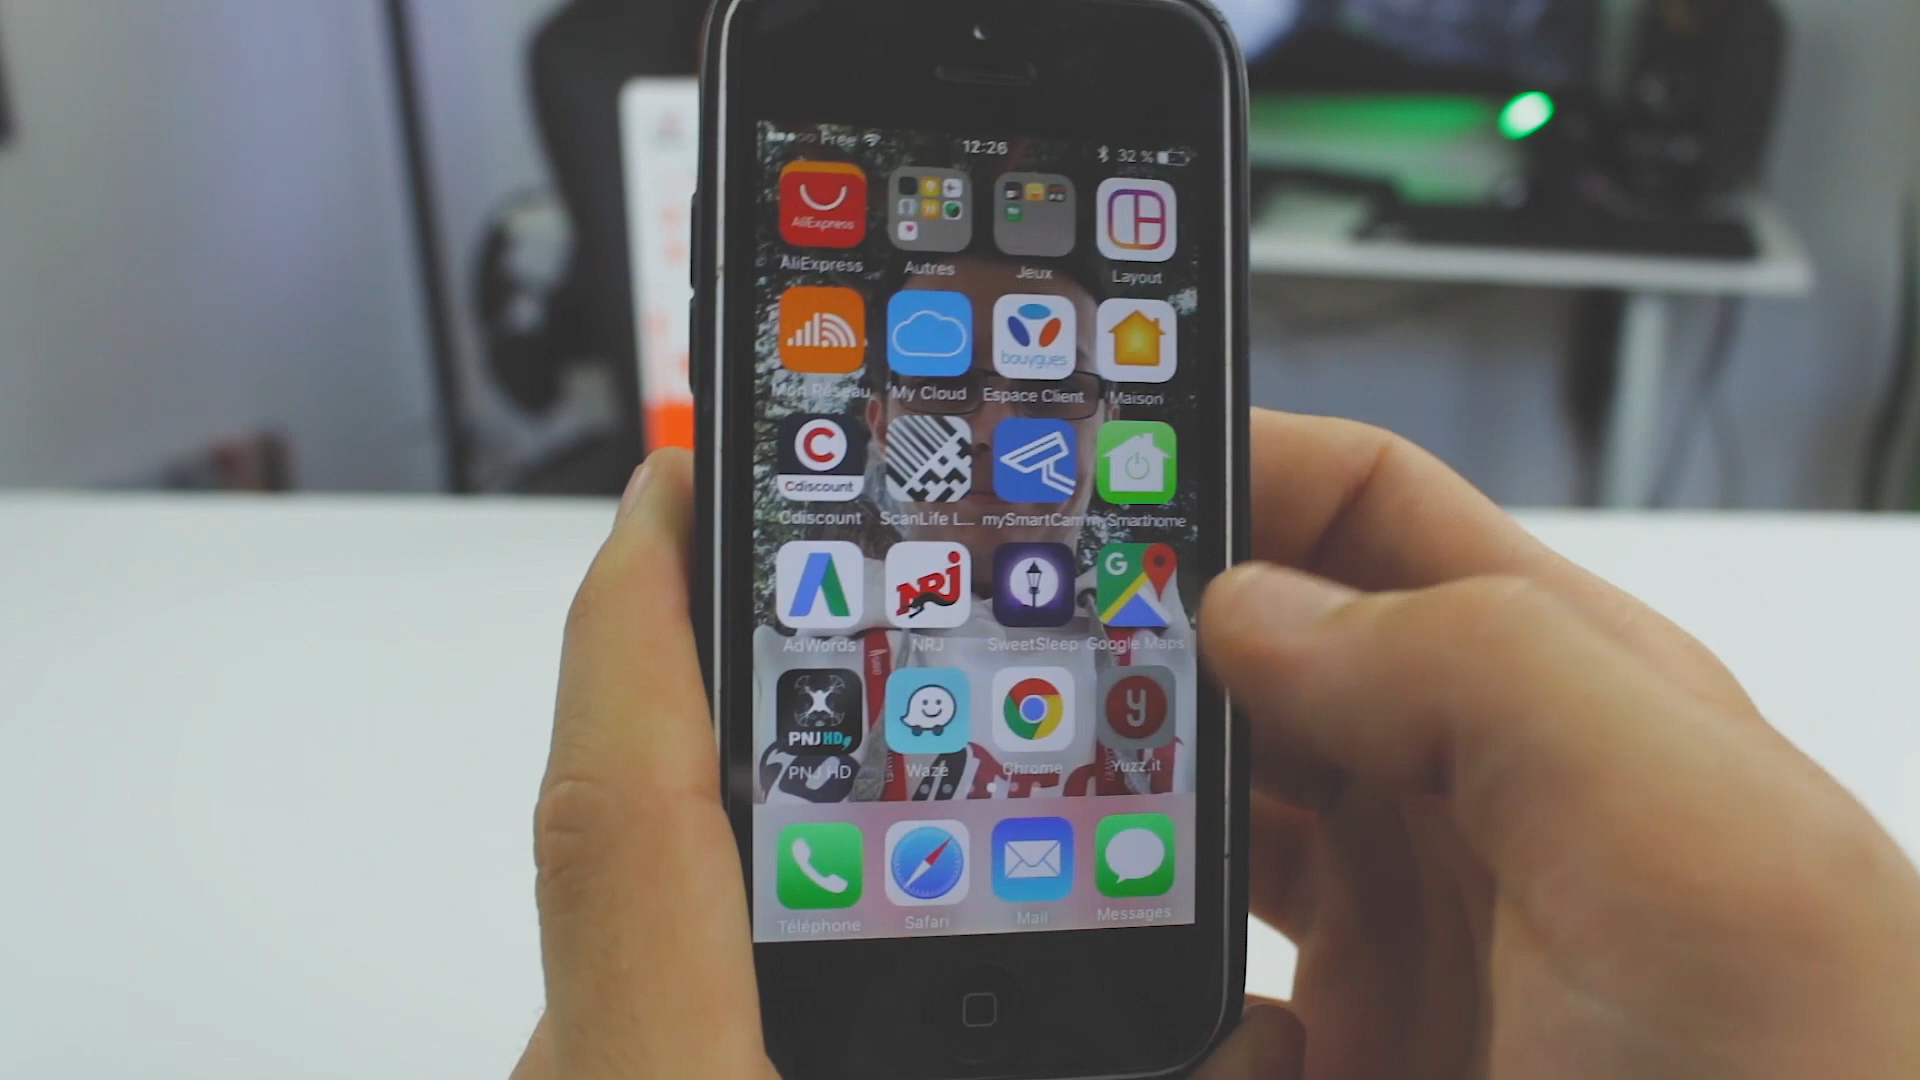 Free 12:26 32 %
AliExpress
AliExpress Autres Jeux Layout
bouygues
Mon Réseau My Cloud Espace Client Maison
Cdiscount
Cdiscount ScanLife L... mySmartCam mySmarthome
G
NRJ
AdWords NRJ SweetSleep Google Maps
PNJ HD y
PNJ HD Waze Chrome Yuzz.it
Téléphone Safari Mail Messages